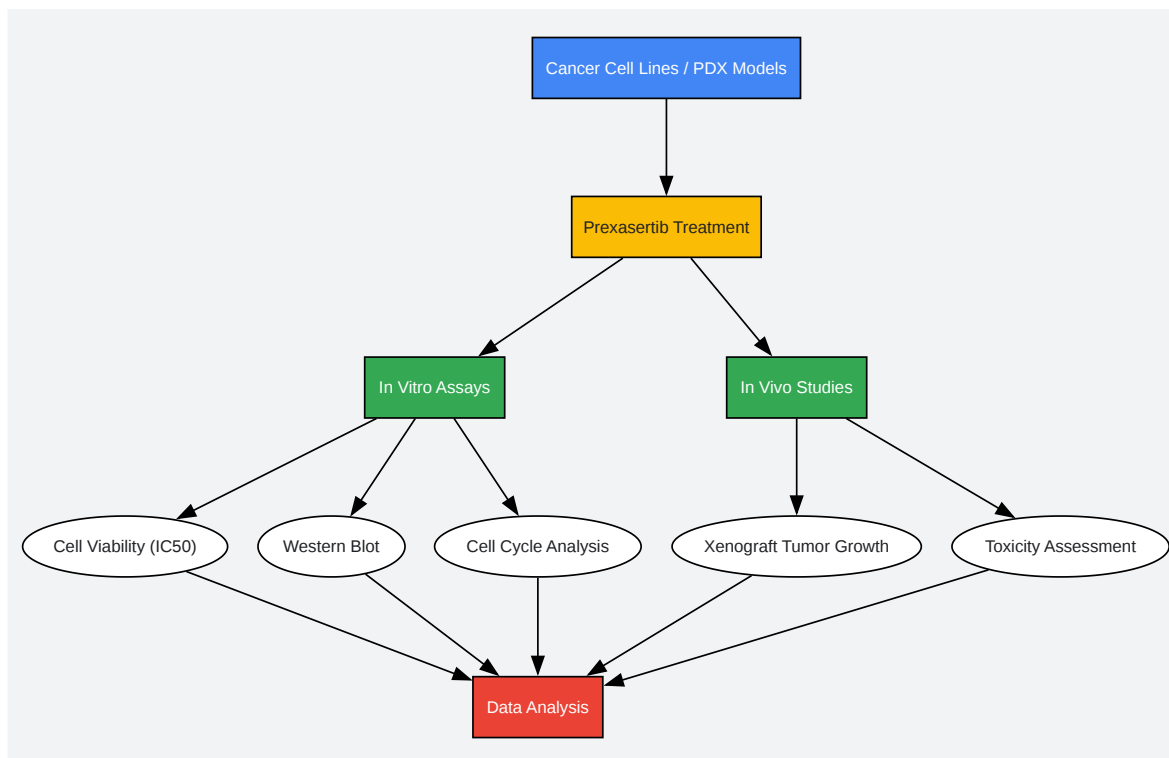 Cancer Cell Lines / PDX Models
Prexasertib Treatment
In Vitro Assays
In Vivo Studies
Cell Viability (IC50)
Western Blot
Cell Cycle Analysis
Xenograft Tumor Growth
Toxicity Assessment
Data Analysis